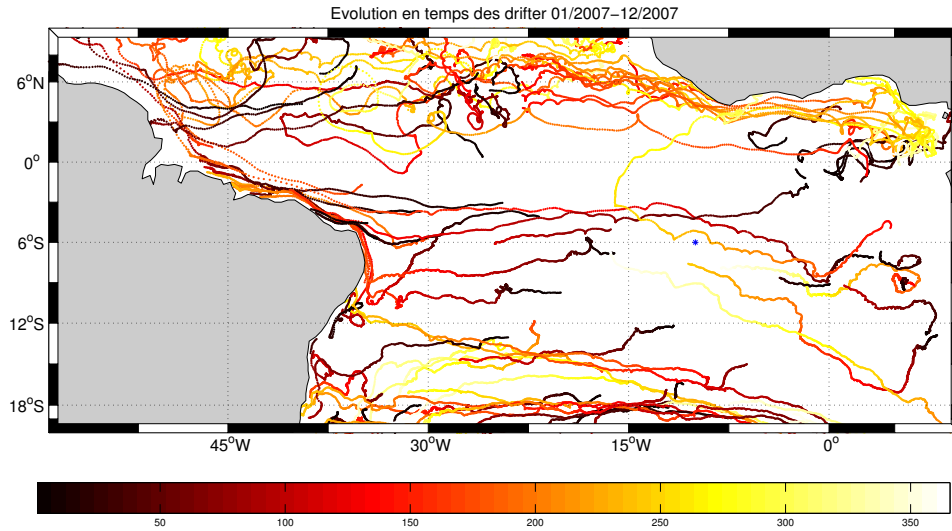 Evolution en temps des drifter 01/2007−12/2007
6°N
0°
6°S
12°S
18°S
45°W 30°W 15°W 0°
50 100 150 200 250 300 350